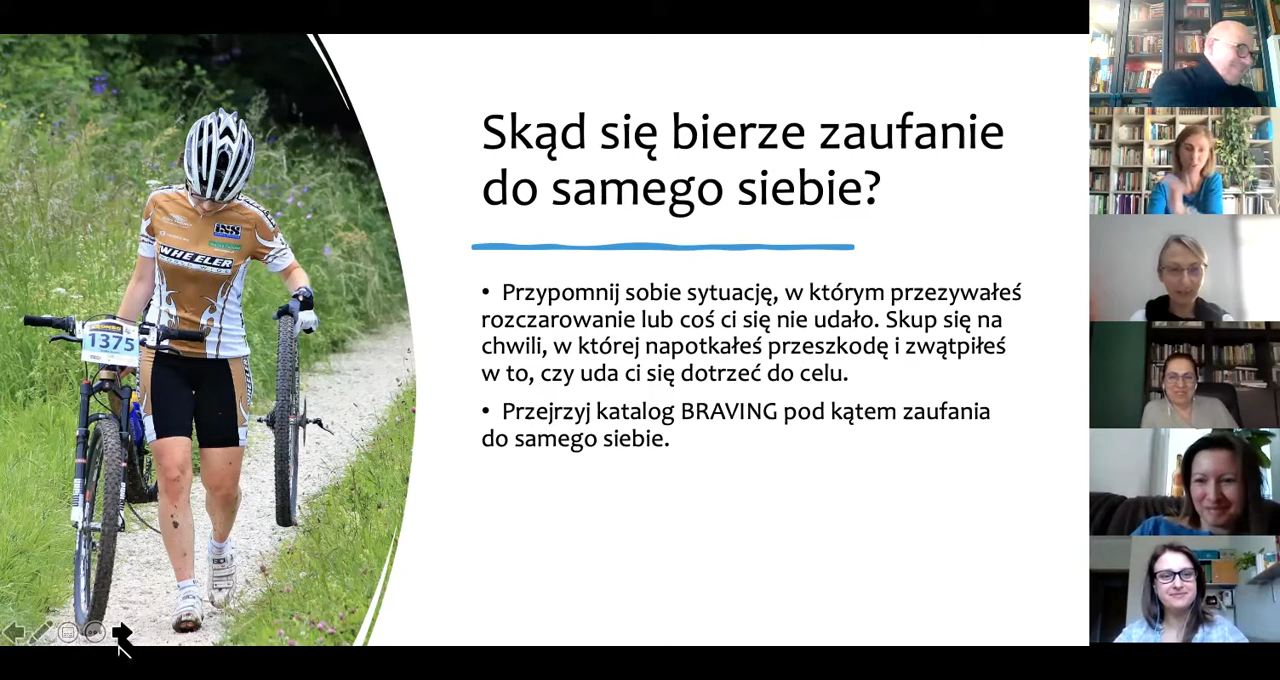 Skąd się bierze zaufanie
do samego siebie?
• Przypomnij sobie sytuację, w którym przezywałeś
rozczarowanie lub coś ci się nie udało. Skup się na
chwili, w której napotkałeś przeszkodę i zwątpiłeś
w to, czy uda ci się dotrzeć do celu.
• Przejrzyj katalog BRAVING pod kątem zaufania
do samego siebie.
iXS
WHEELER
1375